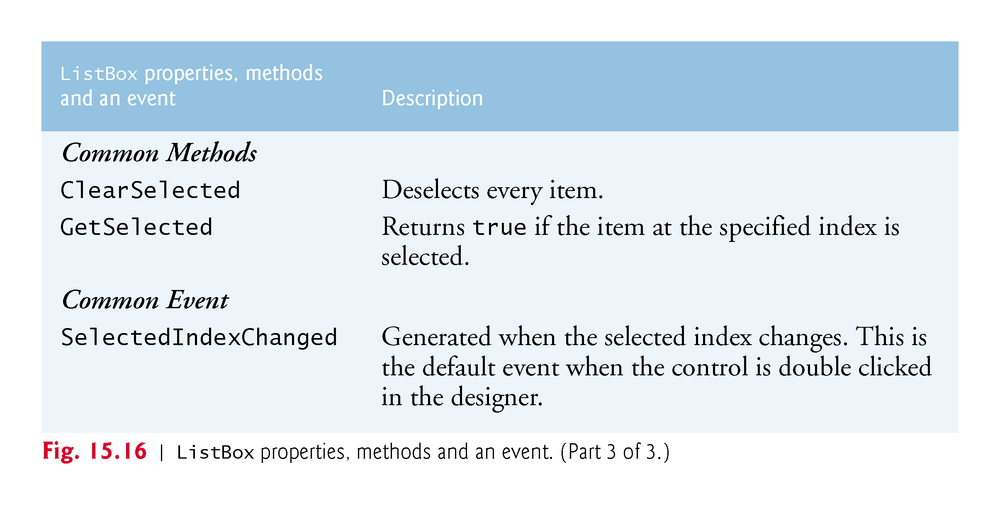 ListBox properties, methods
and an event
Description
Common Methods
ClearSelected
Deselects every item.
GetSelected
Returns true if the item at the specified index is
selected.
Common Event
SelectedIndexChanged
Generated when the selected index changes. This is
the default event when the control is double clicked
in the designer.
Fig. 15.16 | ListBox properties, methods and an event. (Part 3 of 3.)